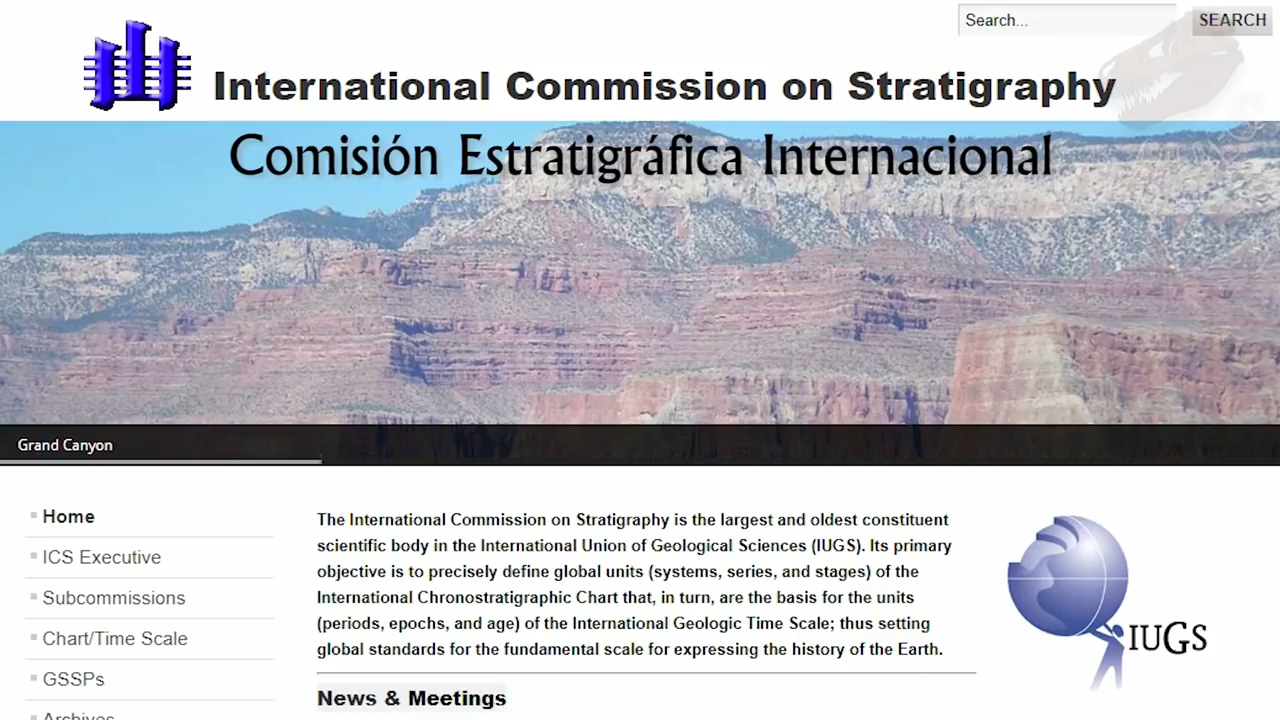 Search...
SEARCH
International Commission on Stratigraphy
Comisión Estratigráfica Internacional
Grand Canyon
Home
ICS Executive
Subcommissions
Chart/Time Scale
GSSPs
Archives
The International Commission on Stratigraphy is the largest and oldest constituent
scientific body in the International Union of Geological Sciences (IUGS). Its primary
objective is to precisely define global units (systems, series, and stages) of the
International Chronostratigraphic Chart that, in turn, are the basis for the units
(periods, epochs, and age) of the International Geologic Time Scale; thus setting
global standards for the fundamental scale for expressing the history of the Earth.
News & Meetings
IUGS